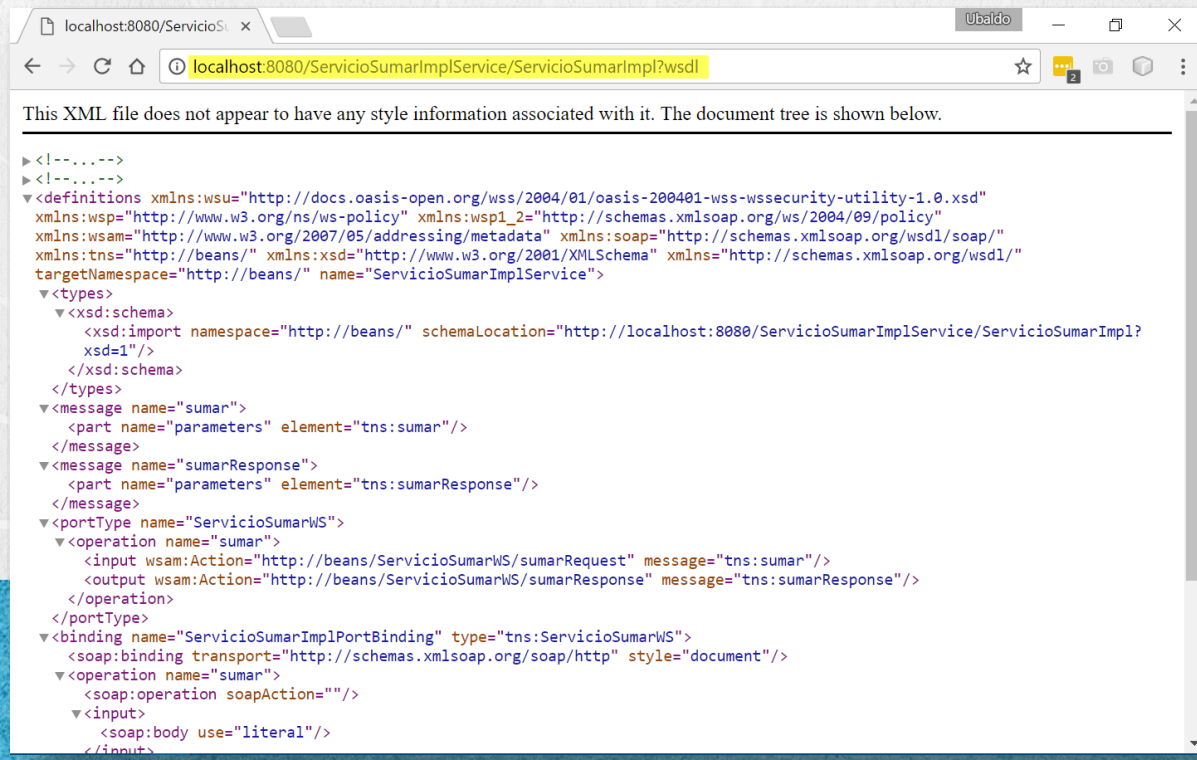 localhost:8080/ServicioSu
Ubaldo
localhost:8080/ServicioSumarImplService/ServicioSumarImpl?wsdl
2
This XML file does not appear to have any style information associated with it. The document tree is shown below.
<!--...-->
<!--...-->
<definitions xmlns:wsu="http://docs.oasis-open.org/wss/2004/01/oasis-200401-wss-wssecurity-utility-1.0.xsd"
xmlns:wsp="http://www.w3.org/ns/ws-policy" xmlns:wsp1_2="http://schemas.xmlsoap.org/ws/2004/09/policy"
xmlns:wsam="http://www.w3.org/2007/05/addressing/metadata" xmlns:soap="http://schemas.xmlsoap.org/wsdl/soap/"
xmlns:tns="http://beans/" xmlns:xsd="http://www.w3.org/2001/XMLSchema" xmlns="http://schemas.xmlsoap.org/wsdl/"
targetNamespace="http://beans/" name="ServicioSumarImplService">
<types>
<xsd:schema>
<xsd:import namespace="http://beans/" schemaLocation="http://localhost:8080/ServicioSumarImplService/ServicioSumarImpl?
xsd=1"/>
</xsd:schema>
</types>
<message name="sumar">
<part name="parameters" element="tns:sumar"/>
</message>
<message name="sumarResponse">
<part name="parameters" element="tns:sumarResponse"/>
</message>
<portType name="ServicioSumarWS">
<operation name="sumar">
<input wsam:Action="http://beans/ServicioSumarWS/sumarRequest" message="tns:sumar"/>
<output wsam:Action="http://beans/ServicioSumarWS/sumarResponse" message="tns:sumarResponse"/>
</operation>
</portType>
<binding name="ServicioSumarImplPortBinding" type="tns:ServicioSumarWS">
<soap:binding transport="http://schemas.xmlsoap.org/soap/http" style="document"/>
<operation name="sumar">
<soap:operation soapAction=""/>
<input>
<soap:body use="literal"/>
</input>